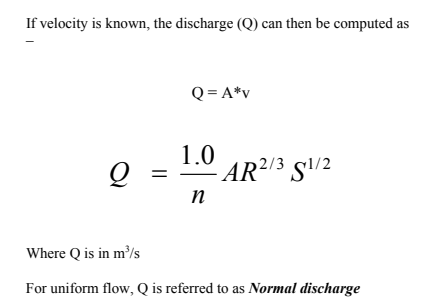 If velocity is known, the discharge (Q) can then be computed as
–
Q = A*v
Q = 1.0/n AR^2/3 S^1/2
Where Q is in m³/s
For uniform flow, Q is referred to as Normal discharge